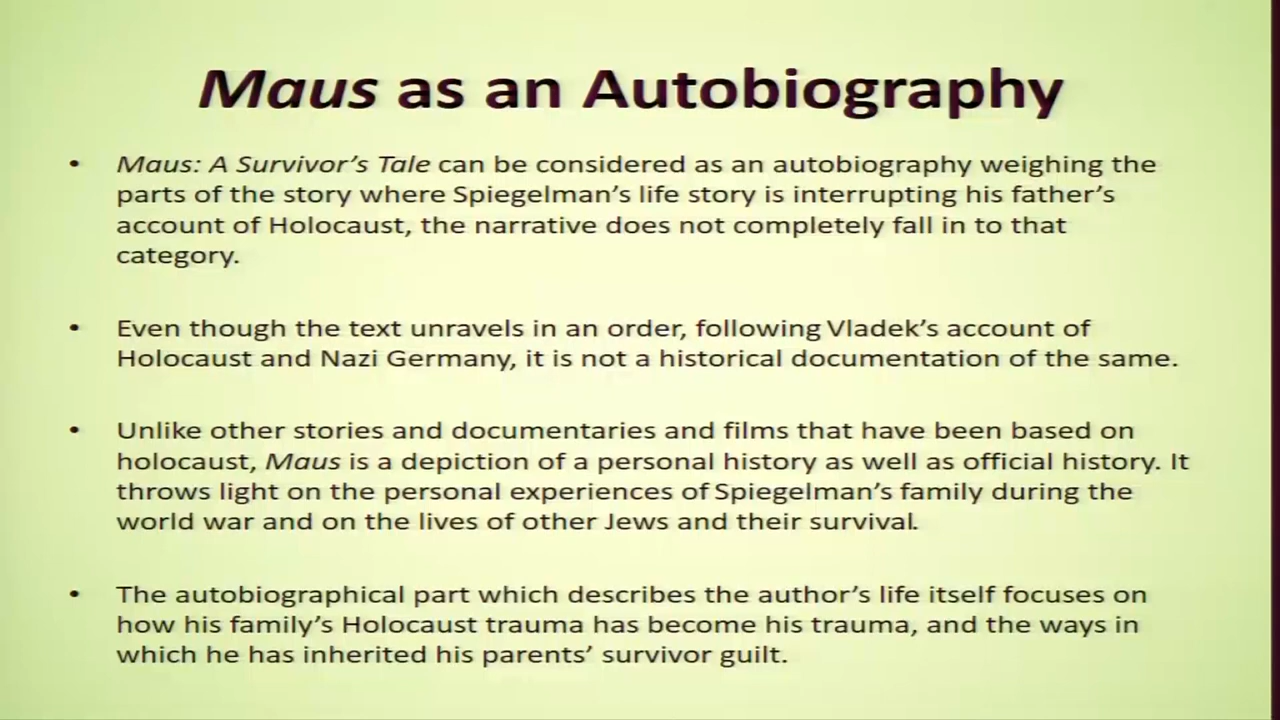 Maus as an Autobiography
• Maus: A Survivor’s Tale can be considered as an autobiography weighing the
parts of the story where Spiegelman’s life story is interrupting his father’s
account of Holocaust, the narrative does not completely fall in to that
category.
• Even though the text unravels in an order, following Vladek’s account of
Holocaust and Nazi Germany, it is not a historical documentation of the same.
• Unlike other stories and documentaries and films that have been based on
holocaust, Maus is a depiction of a personal history as well as official history. It
throws light on the personal experiences of Spiegelman’s family during the
world war and on the lives of other Jews and their survival.
• The autobiographical part which describes the author’s life itself focuses on
how his family’s Holocaust trauma has become his trauma, and the ways in
which he has inherited his parents’ survivor guilt.